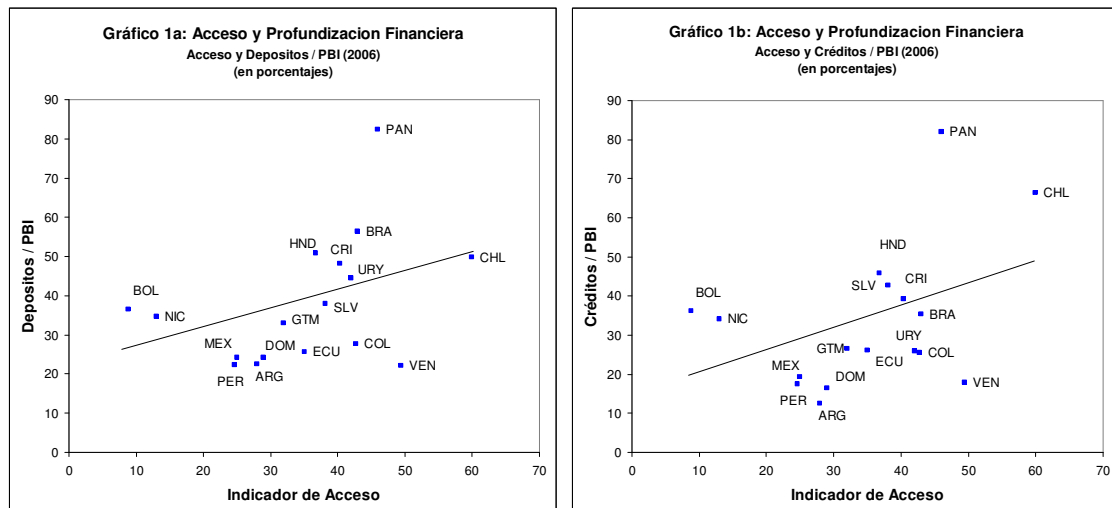 Gráfico 1a: Acceso y Profundizacion Financiera
Acceso y Depositos / PBI (2006)
(en porcentajes)
Depositos / PBI
90
80
70
60
50
40
30
20
10
0
PAN
BRA
HND
CRI
CHL
URY
BOL
SLV
NIC
GTM
MEX
DOM
ECU
COL
VEN
PER
ARG
0
10
20
30
40
50
60
70
Indicador de Acceso
Gráfico 1b: Acceso y Profundizacion Financiera
Acceso y Créditos / PBI (2006)
(en porcentajes)
Créditos / PBI
90
80
70
60
50
40
30
20
10
0
PAN
CHL
HND
SLV
CRI
BOL
NIC
BRA
URY
GTM
ECU
COL
MEX
DOM
VEN
PER
ARG
0
10
20
30
40
50
60
70
Indicador de Acceso